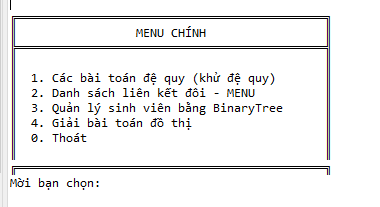 MENU CHÍNH
1. Các bài toán đệ quy (khử đệ quy)
2. Danh sách liên kết đôi - MENU
3. Quản lý sinh viên bằng BinaryTree
4. Giải bài toán đồ thị
0. Thoát
Mời bạn chọn: